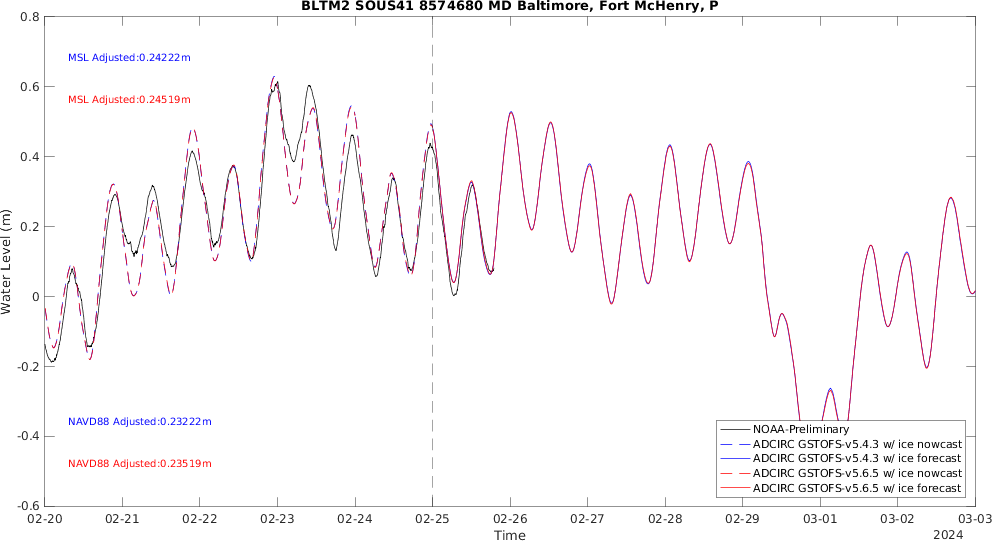 BLTM2 SOUS41 8574680 MD Baltimore, Fort McHenry, P
0.8
0.6
0.4
0.2
0
-0.2
-0.4
-0.6
Water Level (m)
MSL Adjusted:0.24222m
MSL Adjusted:0.24519m
NAVD88 Adjusted:0.23222m
NAVD88 Adjusted:0.23519m
NOAA-Preliminary
ADCIRC GSTOFS-v5.4.3 w/ ice nowcast
ADCIRC GSTOFS-v5.4.3 w/ ice forecast
ADCIRC GSTOFS-v5.6.5 w/ ice nowcast
ADCIRC GSTOFS-v5.6.5 w/ ice forecast
02-20 02-21 02-22 02-23 02-24 02-25 02-26 02-27 02-28 02-29 03-01 03-02 03-03
Time
2024